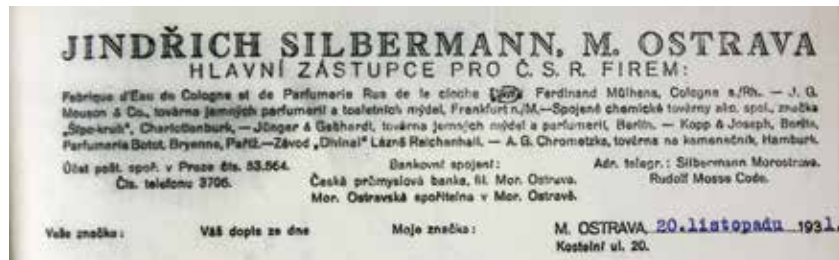 JINDŘICH SILBERMANN, M. OSTRAVA
HLAVNÍ ZÁSTUPCE PRO Č. S. R. FIREM:
Fabrique d'Eau de Cologne et de Parfumerie Rue de le cloche Ferdinand Mülhens, Cologne s./Rh. — J. G.
Mouson & Co., továrna jemných parfumerií a toaletních mýdel, Frankfurt n./M.—Spojené chemické továrny akc. spol., značka
„Štpo-kruh", Charlottenburk, — Jünger & Gebhardt, továrna jemných mýdel a parfumerií, Berlin. — Kopp & Joseph, Berlin,
Parfumerie Botot, Bryenne, Paříž.—Závod „Divinal" Lázně Reichenhall. — A. G. Chrometzka, továrna na kamenečník, Hamburk.
Účet pošt. spoř. v Praze čís. 53.564.
Čís. telefonu 3706.
Bankovní spojení:
Česká průmyslová banka, fil. Mor. Ostrava.
Mor. Ostravská spořitelna v Mor. Ostravě.
Adr. telegr.: Silbermann Morostrava.
Rudolf Mosse Code.
Vaše značka: Váš dopis ze dne Moje značka: M. OSTRAVA, 20.listopadu 1931.
Kostelní ul. 20.